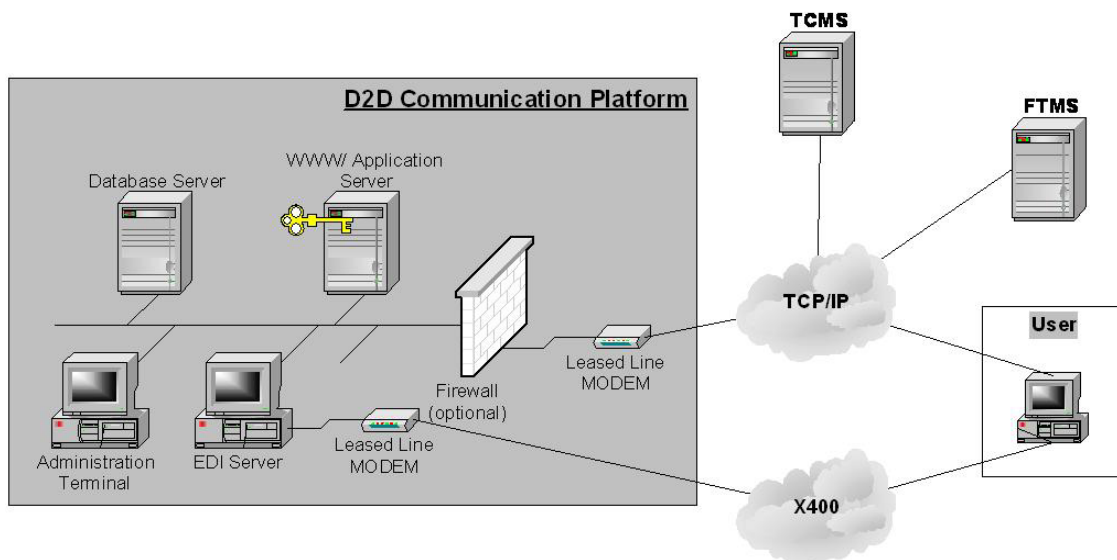 TCMS
D2D Communication Platform
FTMS
WWW/ Application
Server
Database Server
TCP/IP
User
Leased Line
MODEM
Firewall
(optional)
Administration
Terminal
EDI Server
Leased Line
MODEM
X400